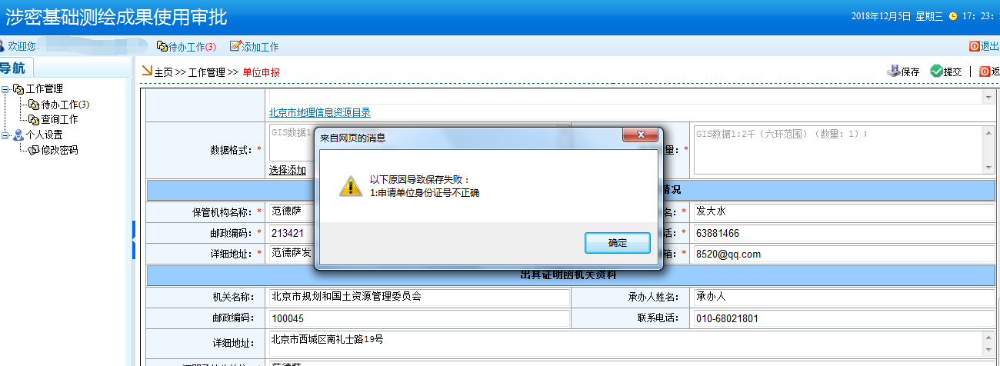 涉密基础测绘成果使用审批
2018年12月5日 星期三 17: 23:
欢迎您.
待办工作(3) 添加工作
退出
导航
主页 >> 工作管理 >> 单位申报
保存 提交 | 返
工作管理
待办工作(3)
查询工作
个人设置
修改密码
北京市地理信息资源目录
数据格式： *
GIS数据1
选择添加
量： *
GIS数据1:2千（六环范围）（数量: 1）;
来自网页的消息
以下原因导致保存失败：
1:申请单位身份证号不正确
确定
情况
保管机构名称： * 范德萨
名： * 发大水
邮政编码： * 213421
话： * 63881466
详细地址： * 范德萨发
箱： * 8520@qq.com
出具证明函机关资料
机关名称： 北京市规划和国土资源管理委员会
承办人姓名： 承办人
邮政编码： 100045
联系电话： 010-68021801
详细地址： 北京市西城区南礼士路19号